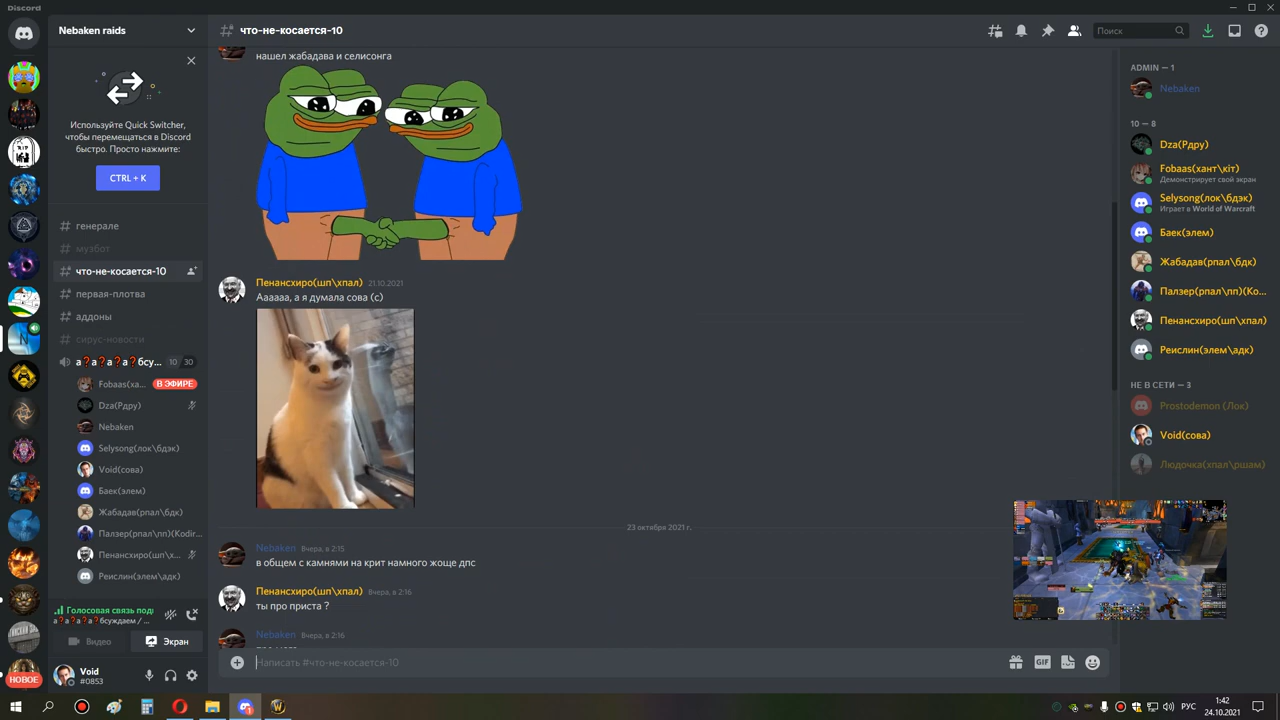 Discord
Nebaken raids
Используйте Quick Switcher,
чтобы перемещаться в Discord
быстро. Просто нажмите:
CTRL + K
генерале
музбот
что-не-косается-10
первая-плотва
аддоны
сирус-новости
а❓а❓а❓а❓бсу... 10 30
Fobaas(ха... В ЭФИРЕ
Dza(Рдру)
Nebaken
Selysong(лок\бдэк)
Void(сова)
Баек(элем)
Жабадав(рпал\бдк)
Палзер(рпал\пп)(Kodir...
Пенансхиро(шп\х...
Реислин(элем\адк)
Голосовая связь подк
а❓а❓а❓а❓бсуждаем / ...
Видео
Экран
Void
#0853
НОВОЕ
что-не-косается-10
Поиск
нашел жабадава и селисонга
Пенансхиро(шп\хпал) 21.10.2021
Аааааа, а я думала сова (с)
23 октября 2021 г.
Nebaken Вчера, в 2:15
в общем с камнями на крит намного жоще дпс
Пенансхиро(шп\хпал) Вчера, в 2:16
ты про приста ?
Nebaken Вчера, в 2:16
Написать #что-не-косается-10
GIF
ADMIN — 1
Nebaken
10 — 8
Dza(Рдру)
Fobaas(хант\кіт)
Демонстрирует свой экран
Selysong(лок\бдэк)
Играет в World of Warcraft
Баек(элем)
Жабадав(рпал\бдк)
Палзер(рпал\пп)(Ko...
Пенансхиро(шп\хпал)
Реислин(элем\адк)
НЕ В СЕТИ — 3
Prostodemon (Лок)
Void(сова)
Людочка(хпал\ршам)
РУС
1:42
24.10.2021